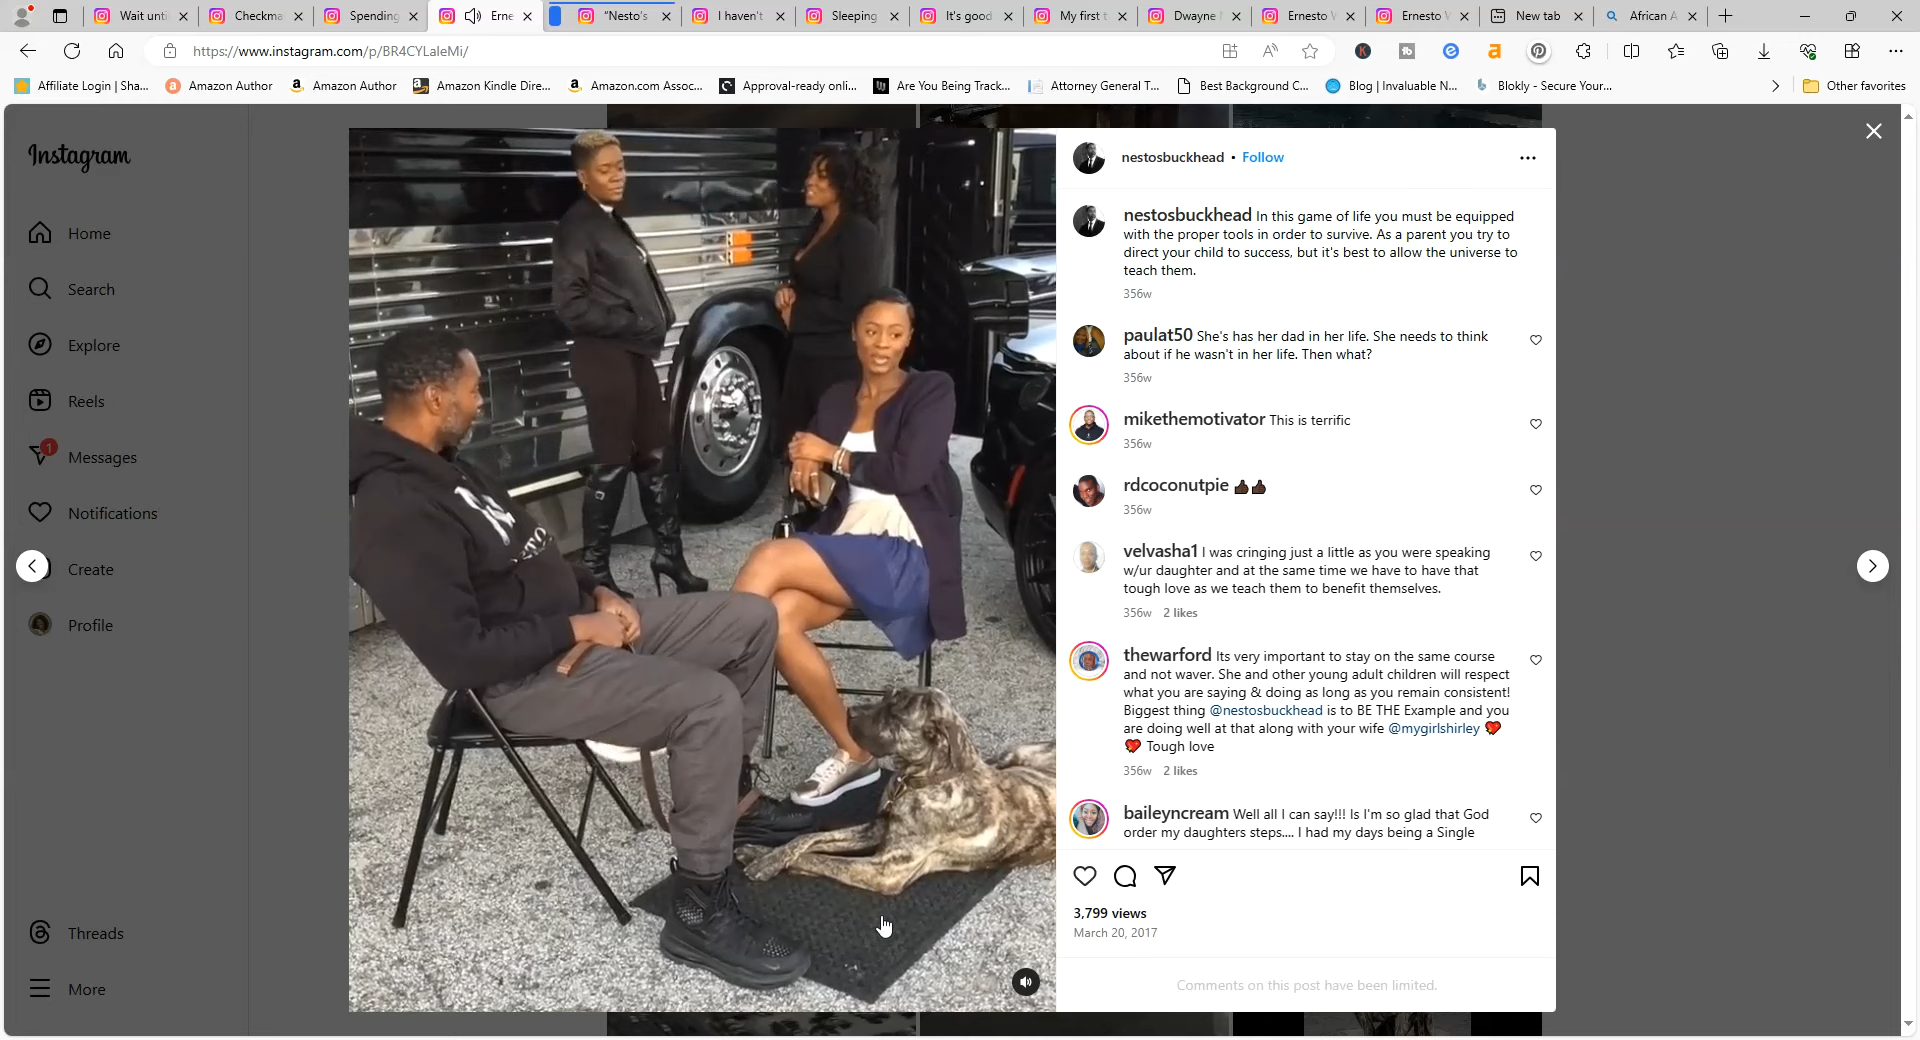 Wait unti
Checkma
Spending
Erne
"Nesto's
I haven't
Sleeping
It's good
My first t
Dwayne
Ernesto
Ernesto
New tab
African A
https://www.instagram.com/p/BR4CYLaleMi/
Affiliate Login | Sha...
Amazon Author
Amazon Author
Amazon Kindle Dire...
Amazon.com Assoc...
Approval-ready onli...
Are You Being Track...
Attorney General T...
Best Background C...
Blog | Invaluable N...
Blokly - Secure Your...
Other favorites
Instagram
Home
Search
Explore
Reels
1
Messages
Notifications
Create
Profile
Threads
More
nestosbuckhead • Follow
nestosbuckhead In this game of life you must be equipped
with the proper tools in order to survive. As a parent you try to
direct your child to success, but it's best to allow the universe to
teach them.
356w
paulat50 She's has her dad in her life. She needs to think
about if he wasn't in her life. Then what?
356w
mikethemotivator This is terrific
356w
rdcoconutpie 👍🏿👍🏿
356w
velvasha1 I was cringing just a little as you were speaking
w/ur daughter and at the same time we have to have that
tough love as we teach them to benefit themselves.
356w 2 likes
thewarford Its very important to stay on the same course
and not waver. She and other young adult children will respect
what you are saying & doing as long as you remain consistent!
Biggest thing @nestosbuckhead is to BE THE Example and you
are doing well at that along with your wife @mygirlshirley 💖
💖 Tough love
356w 2 likes
baileyncream Well all I can say!!! Is I'm so glad that God
order my daughters steps.... I had my days being a Single
3,799 views
March 20, 2017
Comments on this post have been limited.